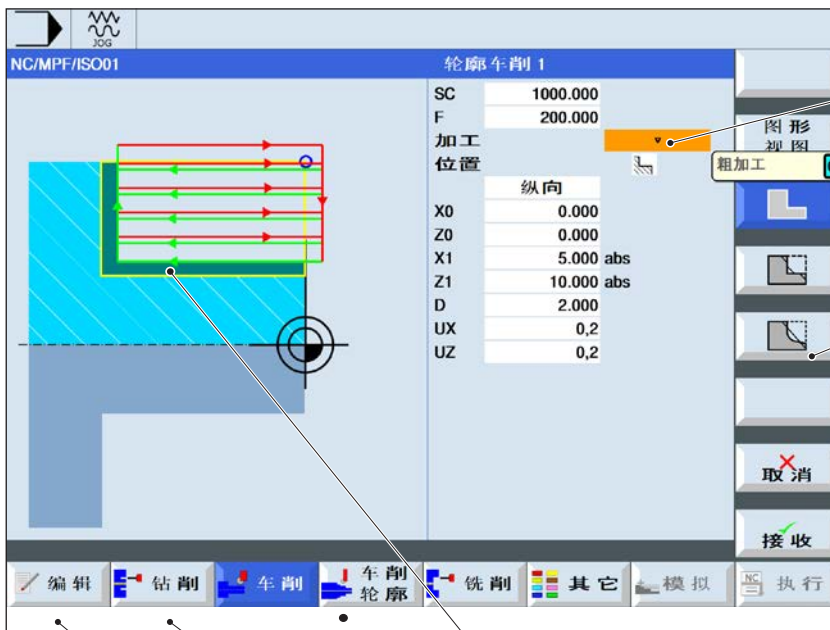 JOG
NC/MPF/ISO01
轮廓车削 1
SC 1000.000
F 200.000
加工
位置
纵向
X0 0.000
Z0 0.000
X1 5.000 abs
Z1 10.000 abs
D 2.000
UX 0,2
UZ 0,2
图形
视图
粗加工
取消
接收
编辑
钻削
车削
车削
轮廓
铣削
其它
模拟
NC
执行